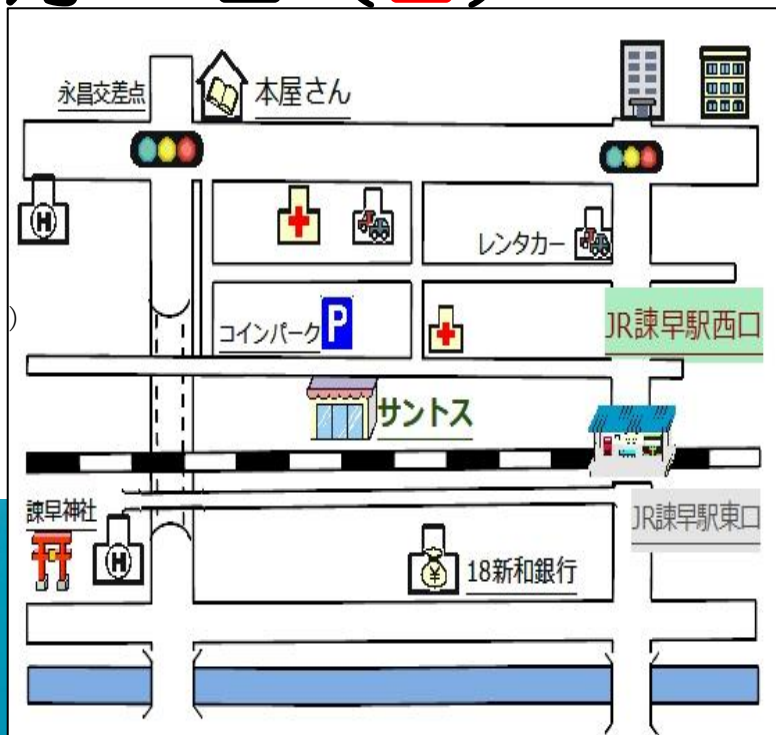 永昌交差点
本屋さん
H
レンタカー
JR諫早駅西口
コインパーク P
サントス
諫早神社
JR諫早駅東口
H
¥
18新和銀行